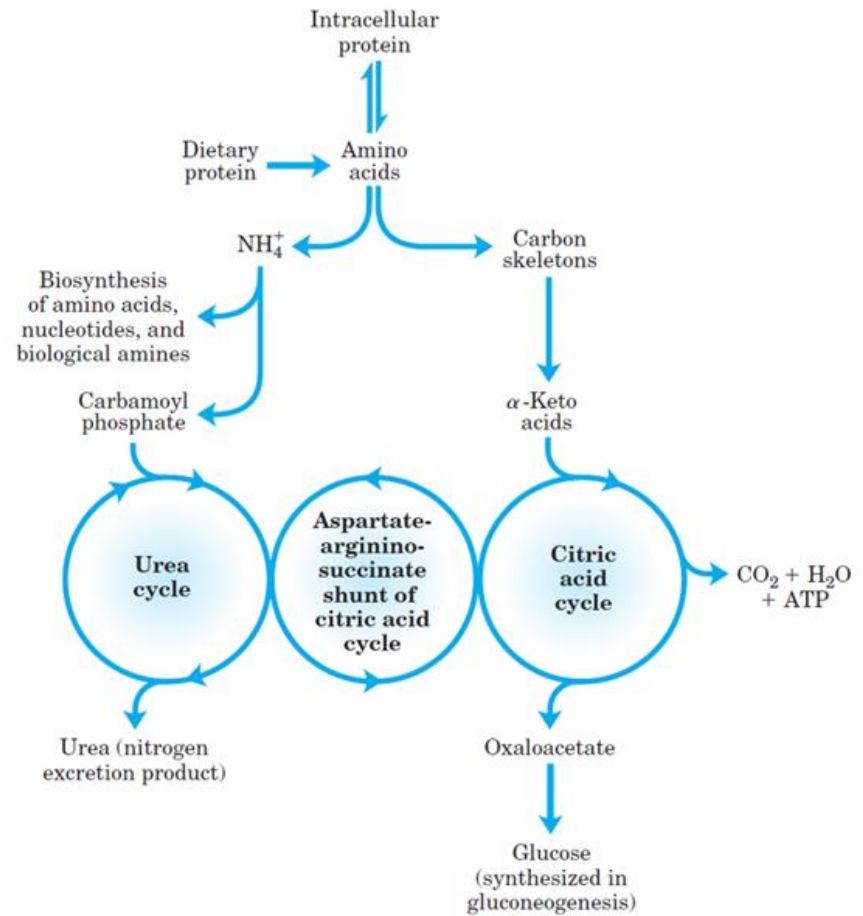 Intracellular
protein
Dietary
protein
Amino
acids
NH₄⁺
Carbon
skeletons
Biosynthesis
of amino acids,
nucleotides, and
biological amines
Carbamoyl
phosphate
α-Keto
acids
Urea
cycle
Aspartate-
arginino-
succinate
shunt of
citric acid
cycle
Citric
acid
cycle
CO₂ + H₂O
+ ATP
Urea (nitrogen
excretion product)
Oxaloacetate
Glucose
(synthesized in
gluconeogenesis)